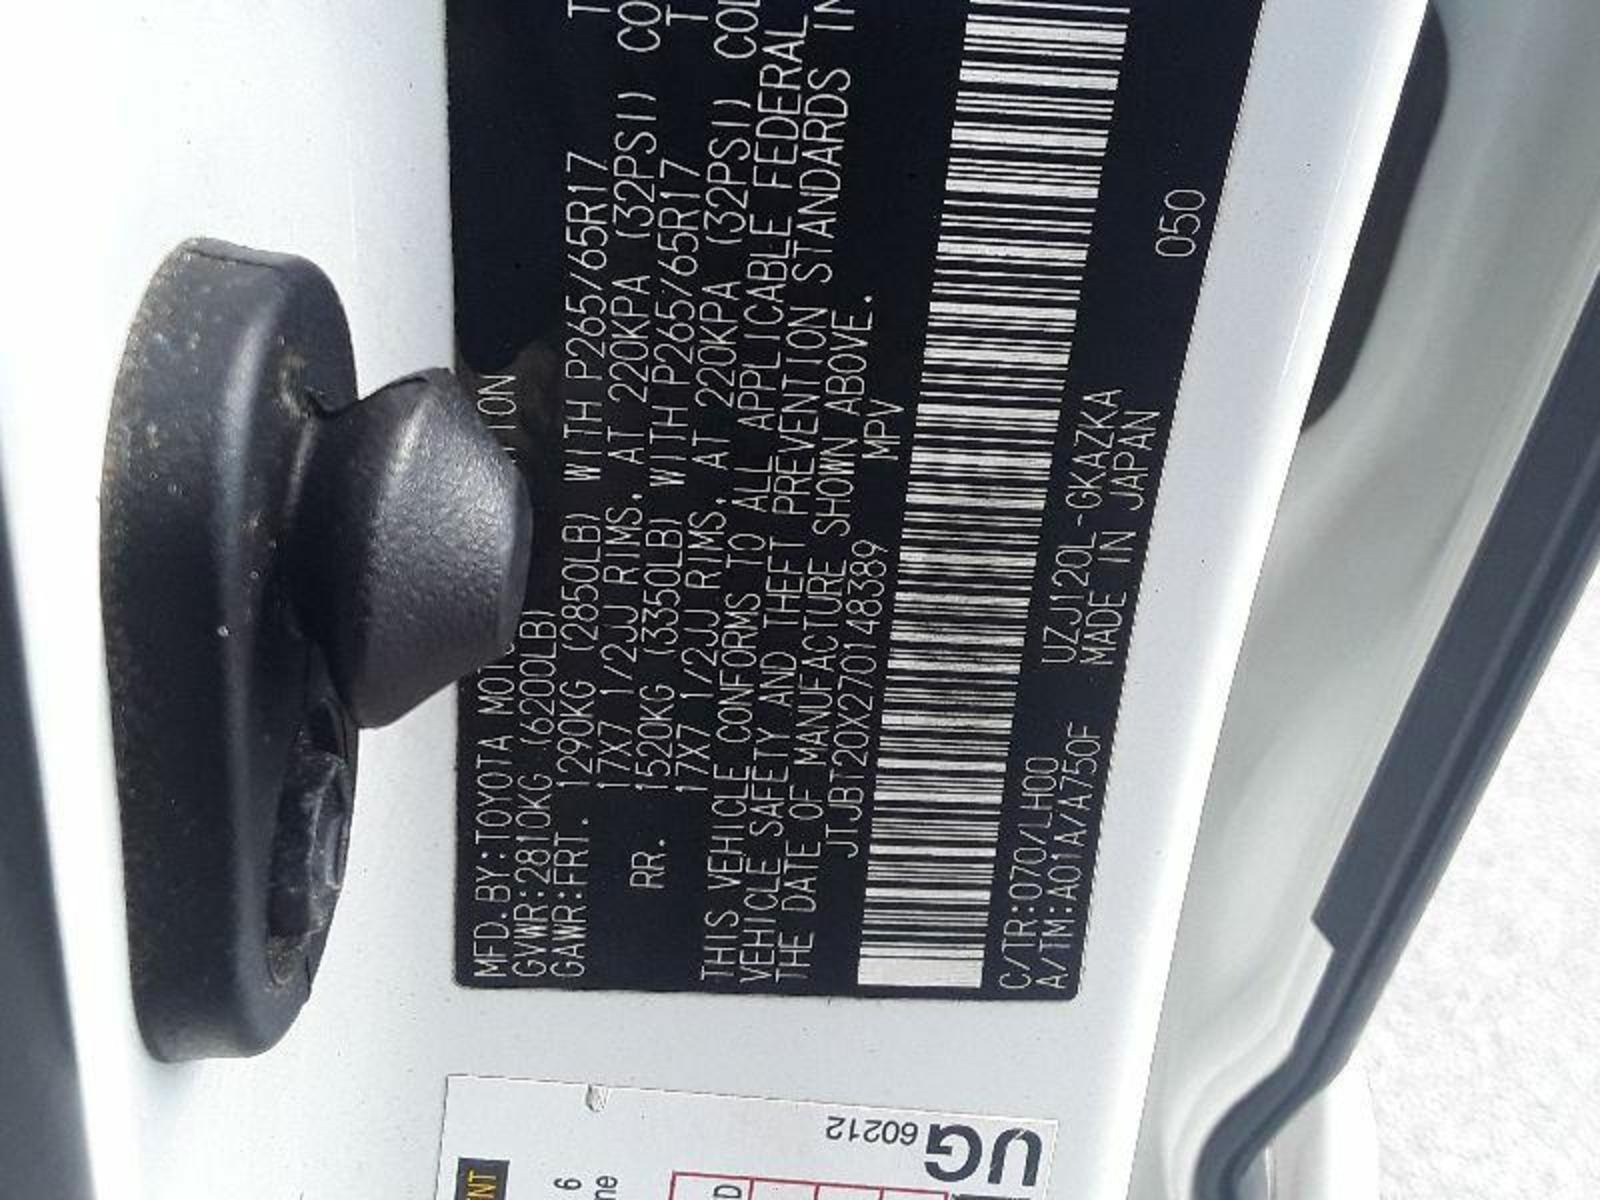 MFD.BY:TOYOTA
GVWR:2810KG (6200LB)
GAWR:FRT. 1290KG (2850LB) WITH P265/65R17
17X7 1/2JJ RIMS, AT 220KPA (32PSI)
RR. 1520KG (3350LB) WITH P265/65R17
17X7 1/2JJ RIMS, AT 220KPA (32PSI)
THIS VEHICLE CONFORMS TO ALL APPLICABLE FEDERAL
VEHICLE SAFETY AND THEFT PREVENTION STANDARDS IN
THE DATE OF MANUFACTURE SHOWN ABOVE.
JTJBT20X270148389 MPV
C/TR:070/LH00 UZJ120L-GKAZKA 050
A/TM:A01A/A750F MADE IN JAPAN
60212
UG
6